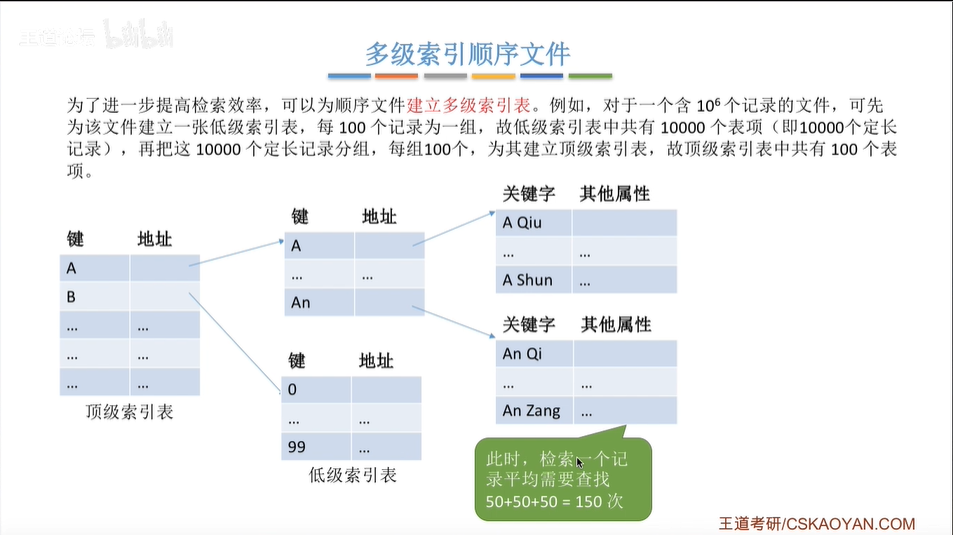 bilibili
多级索引顺序文件
为了进一步提高检索效率，可以为顺序文件建立多级索引表。例如，对于一个含 10⁶ 个记录的文件，可先
为该文件建立一张低级索引表，每 100 个记录为一组，故低级索引表中共有 10000 个表项（即10000个定长
记录），再把这 10000 个定长记录分组，每组100个，为其建立顶级索引表，故顶级索引表中共有 100 个表
项。
键 地址
A
B
... ...
... ...
... ...
顶级索引表
键 地址
A
... ...
An
键 地址
0
... ...
99 ...
低级索引表
关键字 其他属性
A Qiu
... ...
A Shun ...
关键字 其他属性
An Qi
... ...
An Zang ...
此时，检索一个记
录平均需要查找
50+50+50 = 150 次
王道考研/CSKAOYAN.COM